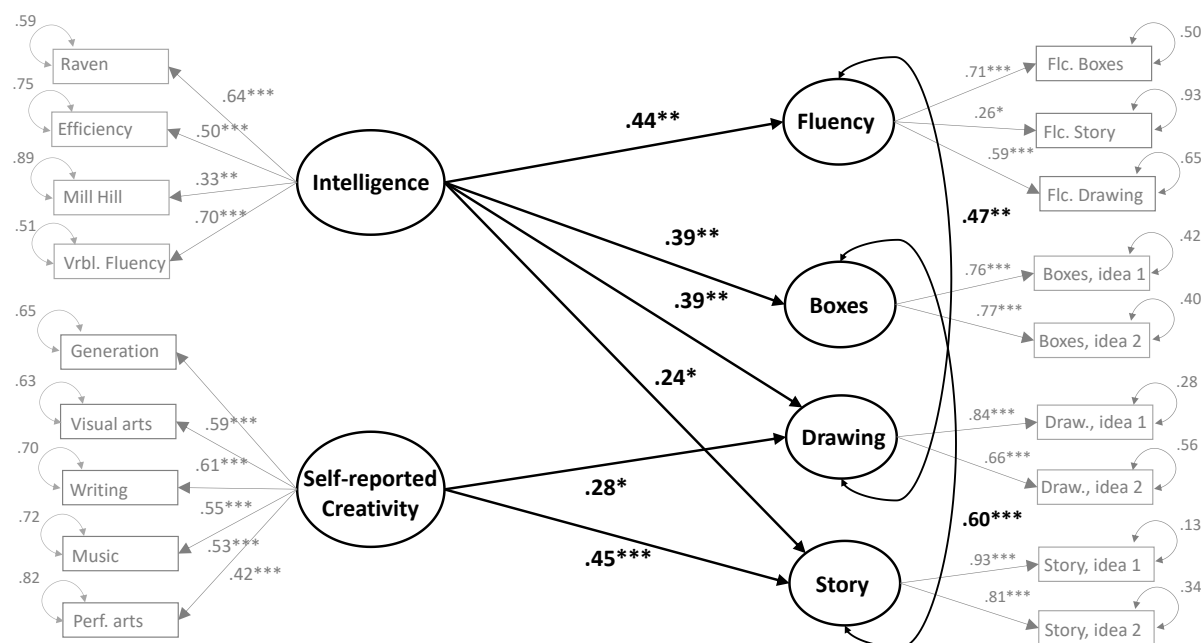 .59
Raven
.64***
.75
Efficiency
.50***
.89
Mill Hill
.33**
.51
Vrbl. Fluency
.70***
Intelligence
.65
Generation
.59***
.63
Visual arts
.61***
.70
Writing
.55***
.72
Music
.53***
.82
Perf. arts
.42***
Self-reported
Creativity
.44**
.39**
.39**
.24*
.28*
.45***
Fluency
Boxes
Drawing
Story
.47**
.60***
.71***
Flc. Boxes
.50
.26*
Flc. Story
.93
.59***
Flc. Drawing
.65
.76***
Boxes, idea 1
.42
.77***
Boxes, idea 2
.40
.84***
Draw., idea 1
.28
.66***
Draw., idea 2
.56
.93***
Story, idea 1
.13
.81***
Story, idea 2
.34